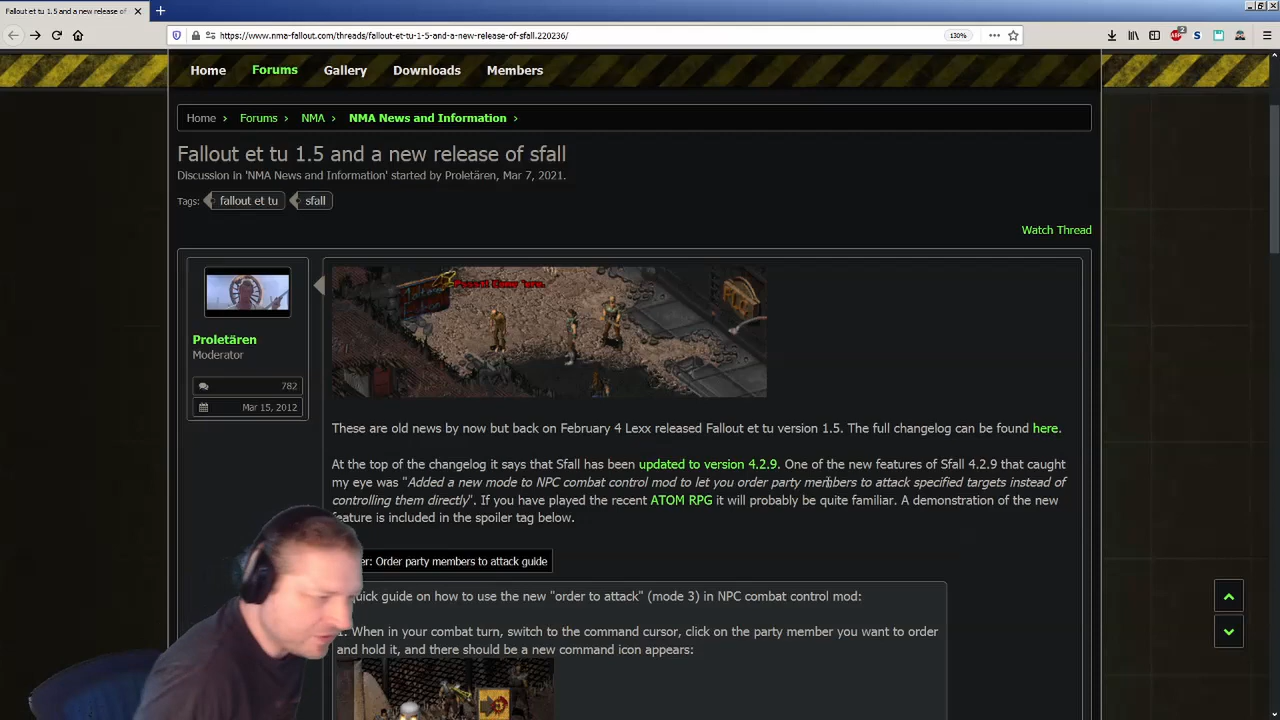 Fallout et tu 1.5 and a new release of
https://www.nma-fallout.com/threads/fallout-et-tu-1-5-and-a-new-release-of-sfall.220236/
130%
2
Home Forums Gallery Downloads Members
Home › Forums › NMA › NMA News and Information ›
Fallout et tu 1.5 and a new release of sfall
Discussion in 'NMA News and Information' started by Proletären, Mar 7, 2021.
Tags: fallout et tu sfall
Watch Thread
Proletären
Moderator
782
Mar 15, 2012
These are old news by now but back on February 4 Lexx released Fallout et tu version 1.5. The full changelog can be found here.
At the top of the changelog it says that Sfall has been updated to version 4.2.9. One of the new features of Sfall 4.2.9 that caught
my eye was "Added a new mode to NPC combat control mod to let you order party members to attack specified targets instead of
controlling them directly". If you have played the recent ATOM RPG it will probably be quite familiar. A demonstration of the new
feature is included in the spoiler tag below.
Order party members to attack guide
quick guide on how to use the new "order to attack" (mode 3) in NPC combat control mod:
1. When in your combat turn, switch to the command cursor, click on the party member you want to order
and hold it, and there should be a new command icon appears: